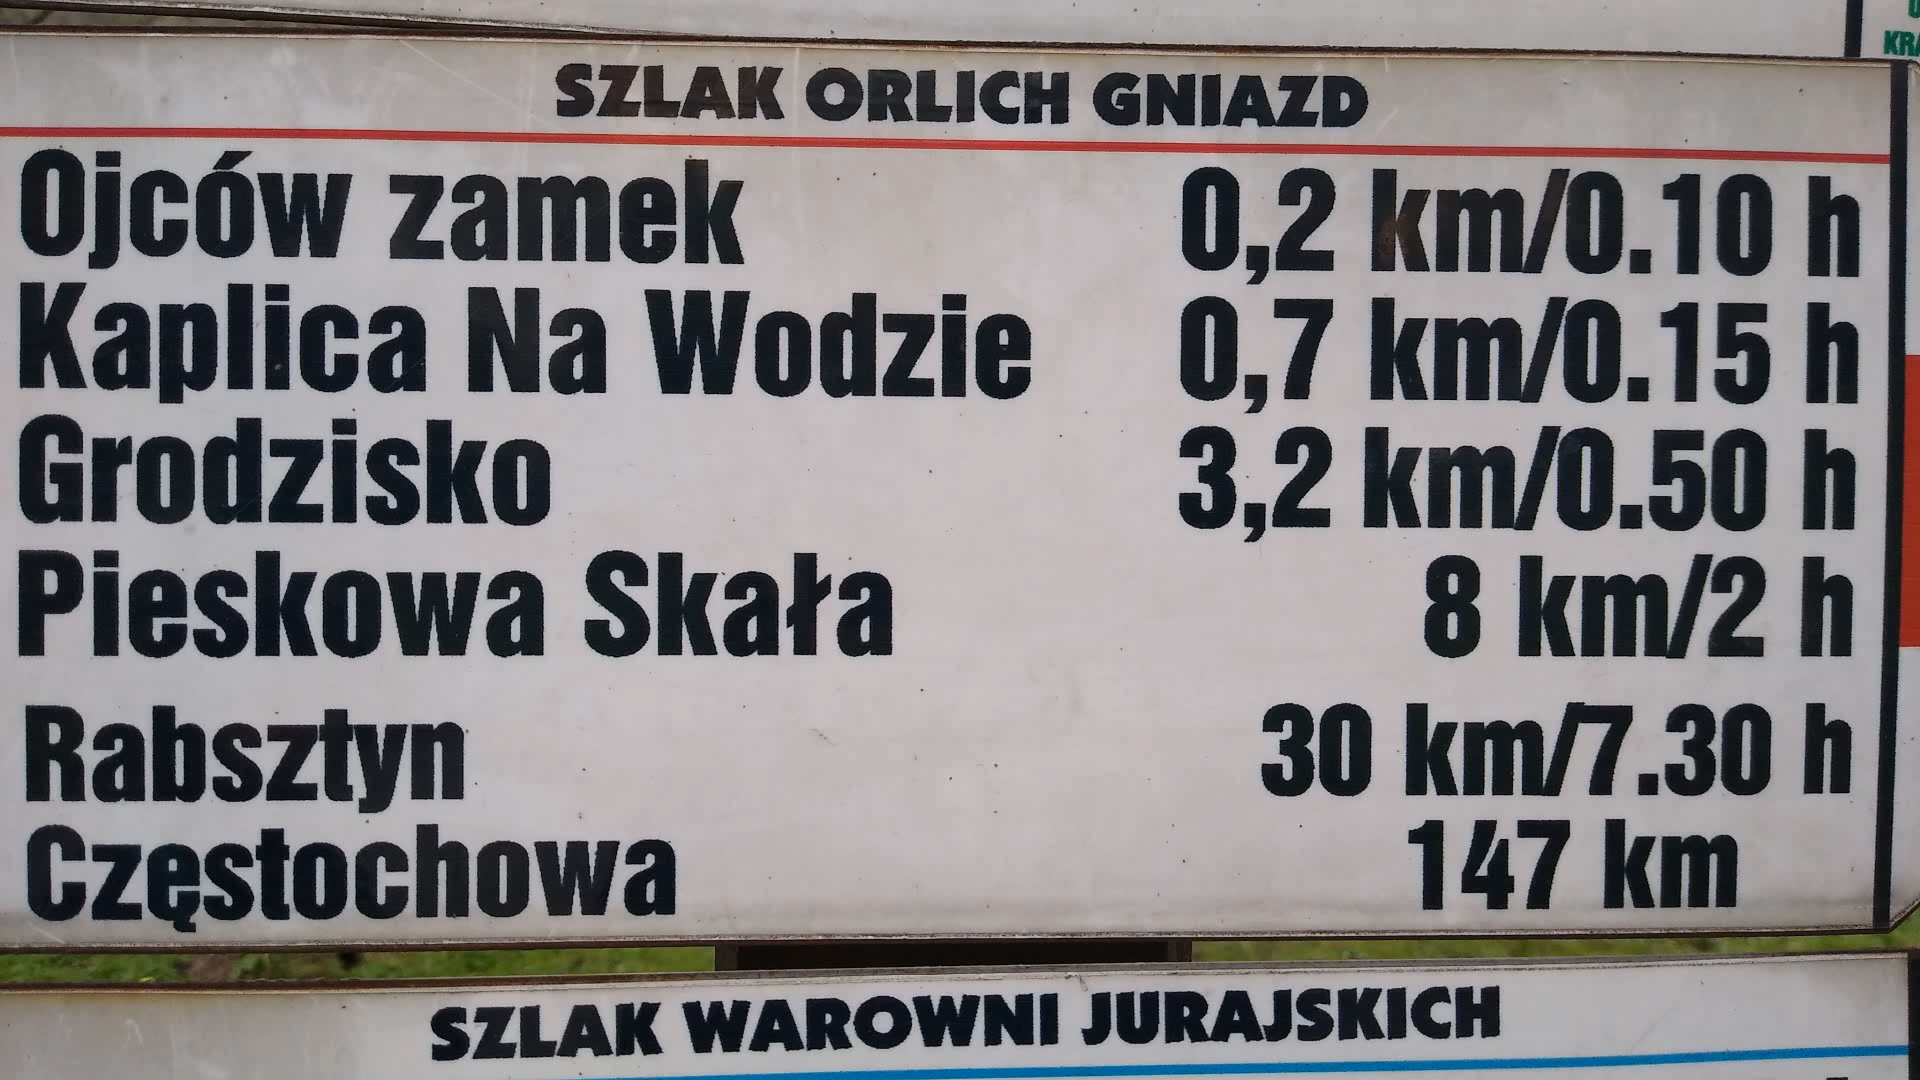 SZLAK ORLICH GNIAZD
Ojców zamek 0,2 km/0.10 h
Kaplica Na Wodzie 0,7 km/0.15 h
Grodzisko 3,2 km/0.50 h
Pieskowa Skała 8 km/2 h
Rabsztyn 30 km/7.30 h
Częstochowa 147 km
SZLAK WAROWNI JURAJSKICH